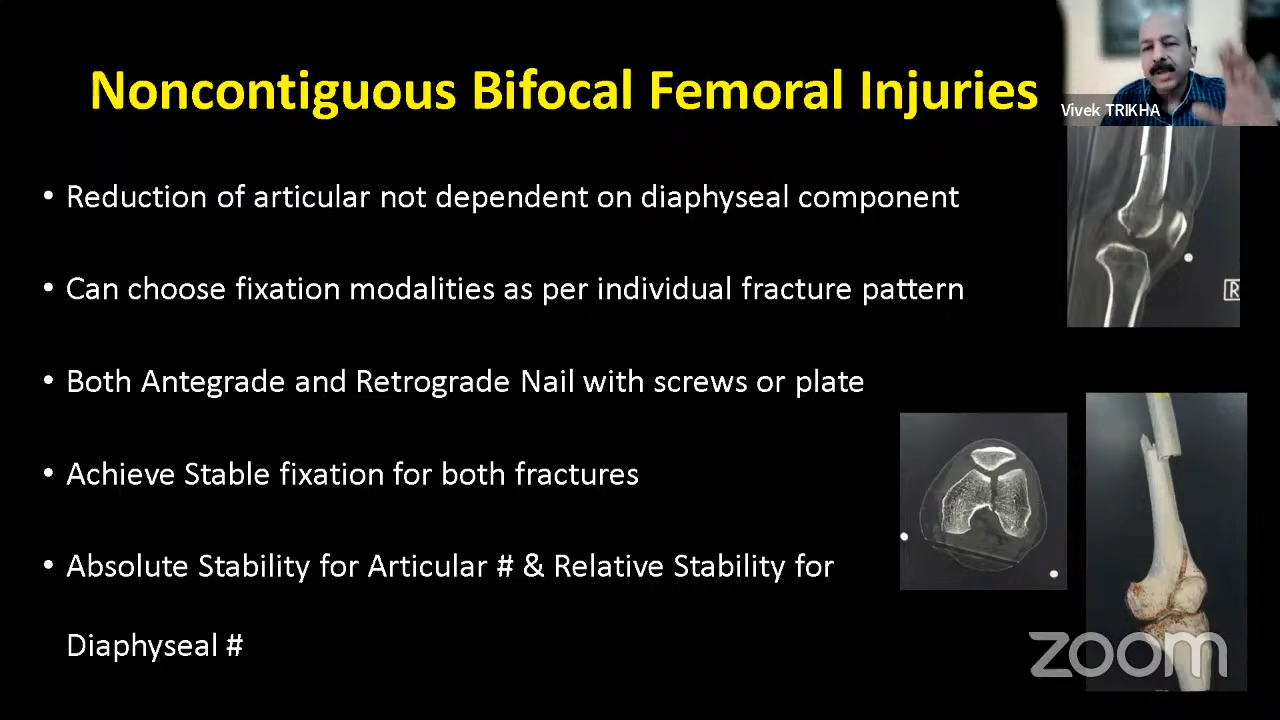 Noncontiguous Bifocal Femoral Injuries
Vivek TRIKHA
• Reduction of articular not dependent on diaphyseal component
• Can choose fixation modalities as per individual fracture pattern
R
• Both Antegrade and Retrograde Nail with screws or plate
• Achieve Stable fixation for both fractures
• Absolute Stability for Articular # & Relative Stability for
Diaphyseal #
zoom